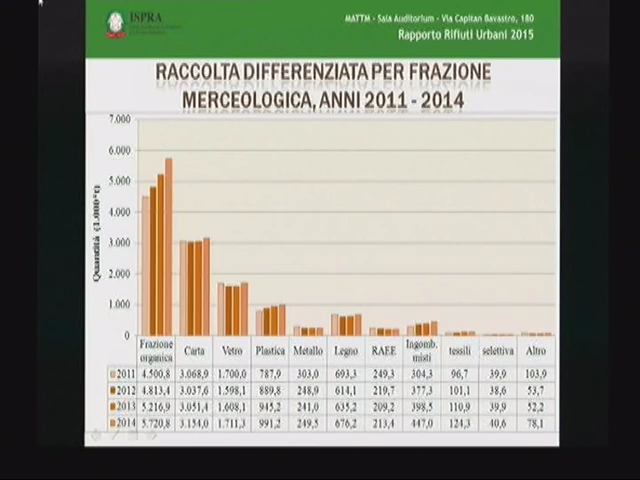 ISPRA
MATTM - Sala Auditorium - Via Capitan Bavastro, 180
Rapporto Rifiuti Urbani 2015
RACCOLTA DIFFERENZIATA PER FRAZIONE
MERCEOLOGICA, ANNI 2011 - 2014
Quantità (1.000*t)
7.000
6.000
5.000
4.000
3.000
2.000
1.000
0
Frazione organica Carta Vetro Plastica Metallo Legno RAEE Ingomb. misti tessili selettiva Altro
2011 4.500,8 3.068,9 1.700,0 787,9 303,0 693,3 249,3 304,3 96,7 39,9 103,9
2012 4.813,4 3.037,6 1.598,1 889,8 248,9 614,1 219,7 377,3 101,1 38,6 53,7
2013 5.216,9 3.051,4 1.608,1 945,2 241,0 635,2 209,2 398,5 110,9 39,9 52,2
2014 5.720,8 3.154,0 1.711,3 991,2 249,5 676,2 213,4 447,0 124,3 40,6 78,1